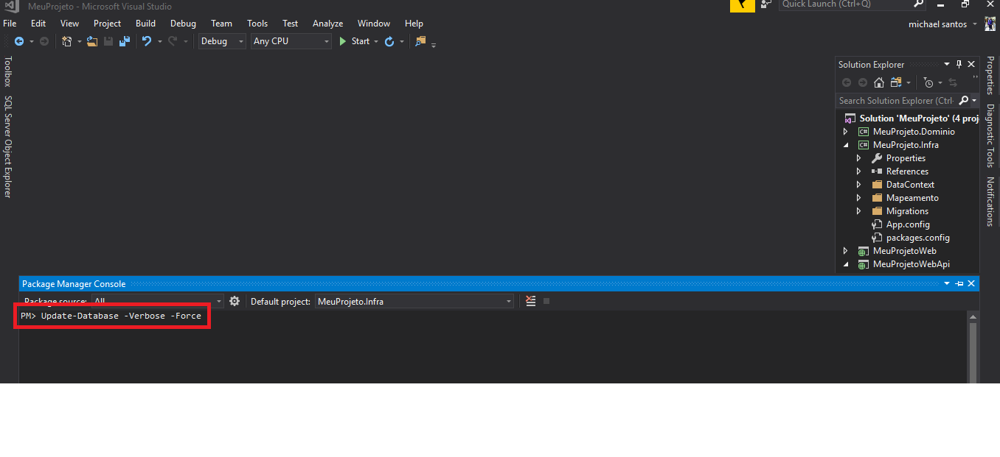 MeuProjeto - Microsoft Visual Studio
Quick Launch (Ctrl+Q)
File Edit View Project Build Debug Team Tools Test Analyze Window Help
michael santos
Debug Any CPU Start
Toolbox
SQL Server Object Explorer
Solution Explorer
Search Solution Explorer (Ctrl-
Solution 'MeuProjeto' (4 proj
C# MeuProjeto.Dominio
C# MeuProjeto.Infra
Properties
References
DataContext
Mapeamento
Migrations
App.config
packages.config
MeuProjetoWeb
MeuProjetoWebApi
Properties
Diagnostic Tools
Notifications
Package Manager Console
Package source: All Default project: MeuProjeto.Infra
PM> Update-Database -Verbose -Force